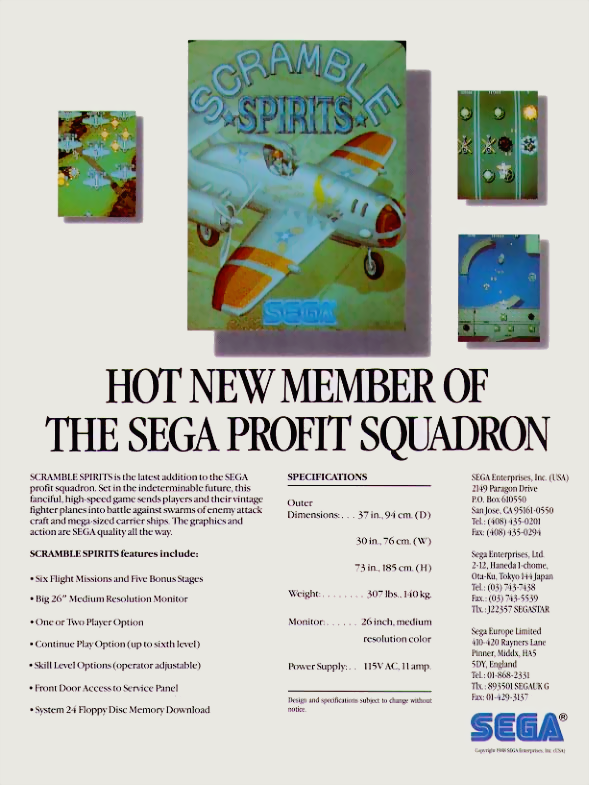 SCRAMBLE
SPIRITS
SEGA
HOT NEW MEMBER OF
THE SEGA PROFIT SQUADRON
SCRAMBLE SPIRITS is the latest addition to the SEGA
profit squadron. Set in the indeterminable future, this
fanciful, high-speed game sends players and their vintage
fighter planes into battle against swarms of enemy attack
craft and mega-sized carrier ships. The graphics and
action are SEGA quality all the way.
SCRAMBLE SPIRITS features include:
• Six Flight Missions and Five Bonus Stages
• Big 26" Medium Resolution Monitor
• One or Two Player Option
• Continue Play Option (up to sixth level)
• Skill Level Options (operator adjustable)
• Front Door Access to Service Panel
• System 24 Floppy Disc Memory Download
SPECIFICATIONS
Outer
Dimensions:... 37 in., 94 cm. (D)
30 in., 76 cm. (W)
73 in., 185 cm. (H)
Weight:........ 307 lbs., 140 kg.
Monitor:...... 26 inch, medium
resolution color
Power Supply:.. 115V AC, 11 amp.
Design and specifications subject to change without
notice.
SEGA Enterprises, Inc. (USA)
2149 Paragon Drive
P.O. Box 610550
San Jose, CA 95161-0550
Tel.: (408) 435-0201
Fax: (408) 435-0294
Sega Enterprises, Ltd.
2-12, Haneda 1-chome,
Ota-Ku, Tokyo 144 Japan
Tel.: (03) 743-7438
Fax.: (03) 743-5539
Tlx.: J22357 SEGASTAR
Sega Europe Limited
410-420 Rayners Lane
Pinner, Middx, HA5
5DY, England
Tel.: 01-868-2331
Tlx.: 893501 SEGAUK G
Fax: 01-429-3137
SEGA®
Copyright 1988 SEGA Enterprises, Inc. (USA)